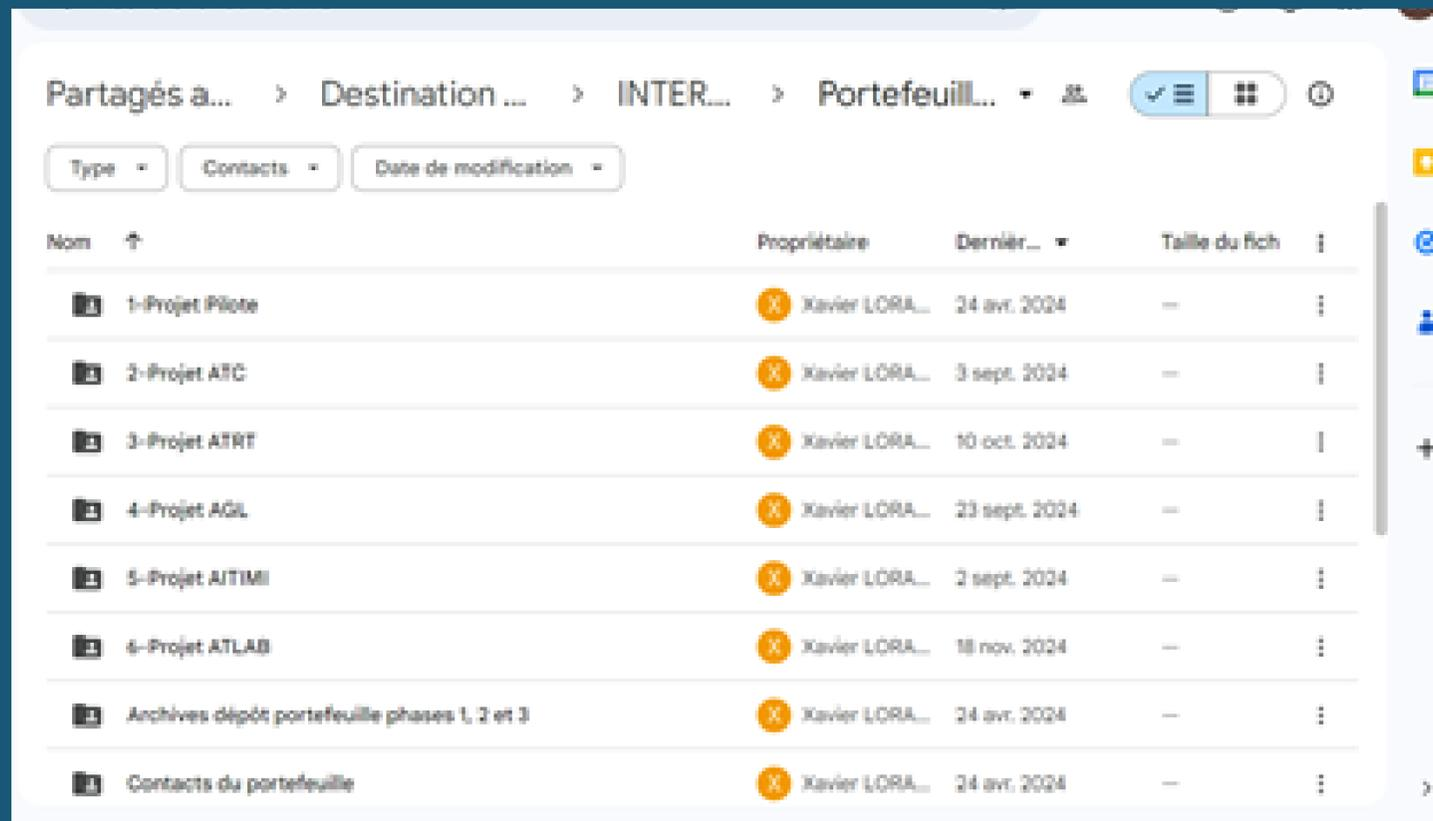 Partagés a... > Destination ... > INTER... > Portefeuill...
Type Contacts Date de modification
Nom Propriétaire Dernièr... Taille du fich
1-Projet Pilote X Xavier LORA... 24 avr. 2024 —
2-Projet ATC X Xavier LORA... 3 sept. 2024 —
3-Projet ATRT X Xavier LORA... 10 oct. 2024 —
4-Projet AGIL X Xavier LORA... 23 sept. 2024 —
5-Projet AITIMI X Xavier LORA... 2 sept. 2024 —
6-Projet ATLAB X Xavier LORA... 18 nov. 2024 —
Archives dépôt portefeuille phases 1, 2 et 3 X Xavier LORA... 24 avr. 2024 —
Contacts du portefeuille X Xavier LORA... 24 avr. 2024 —